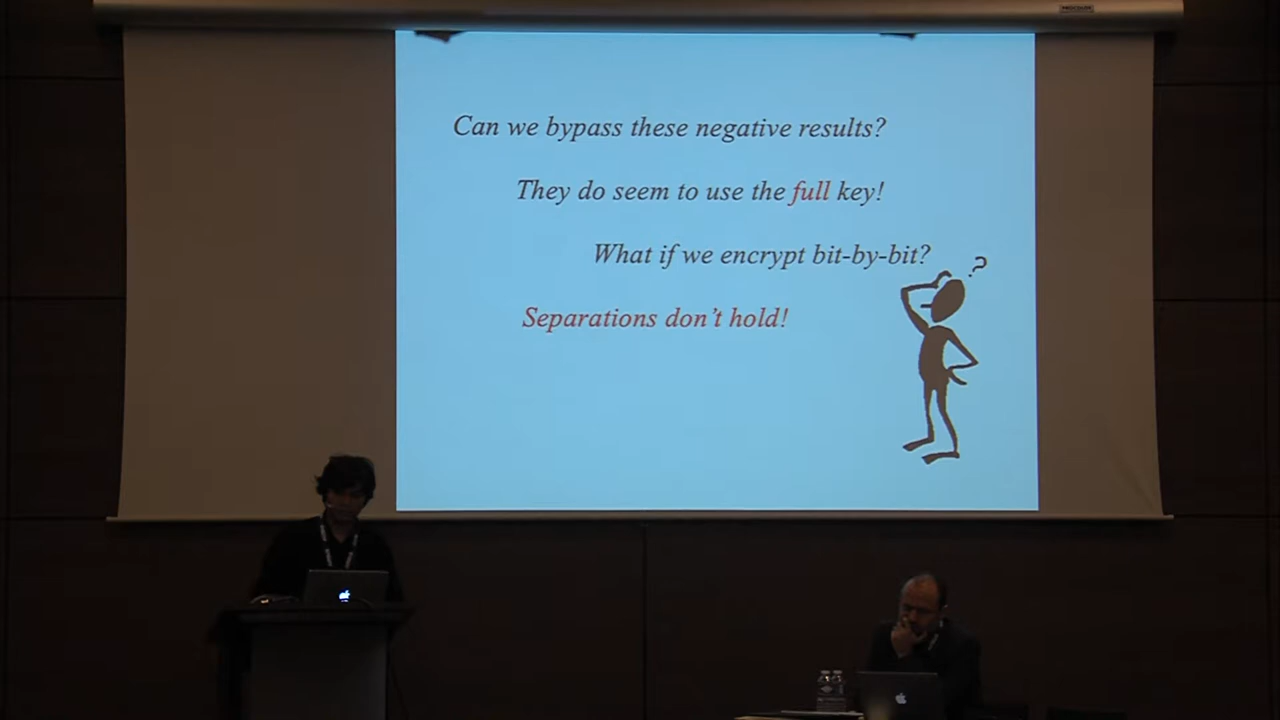 Can we bypass these negative results?
They do seem to use the full key!
What if we encrypt bit-by-bit?
?
Separations don't hold!